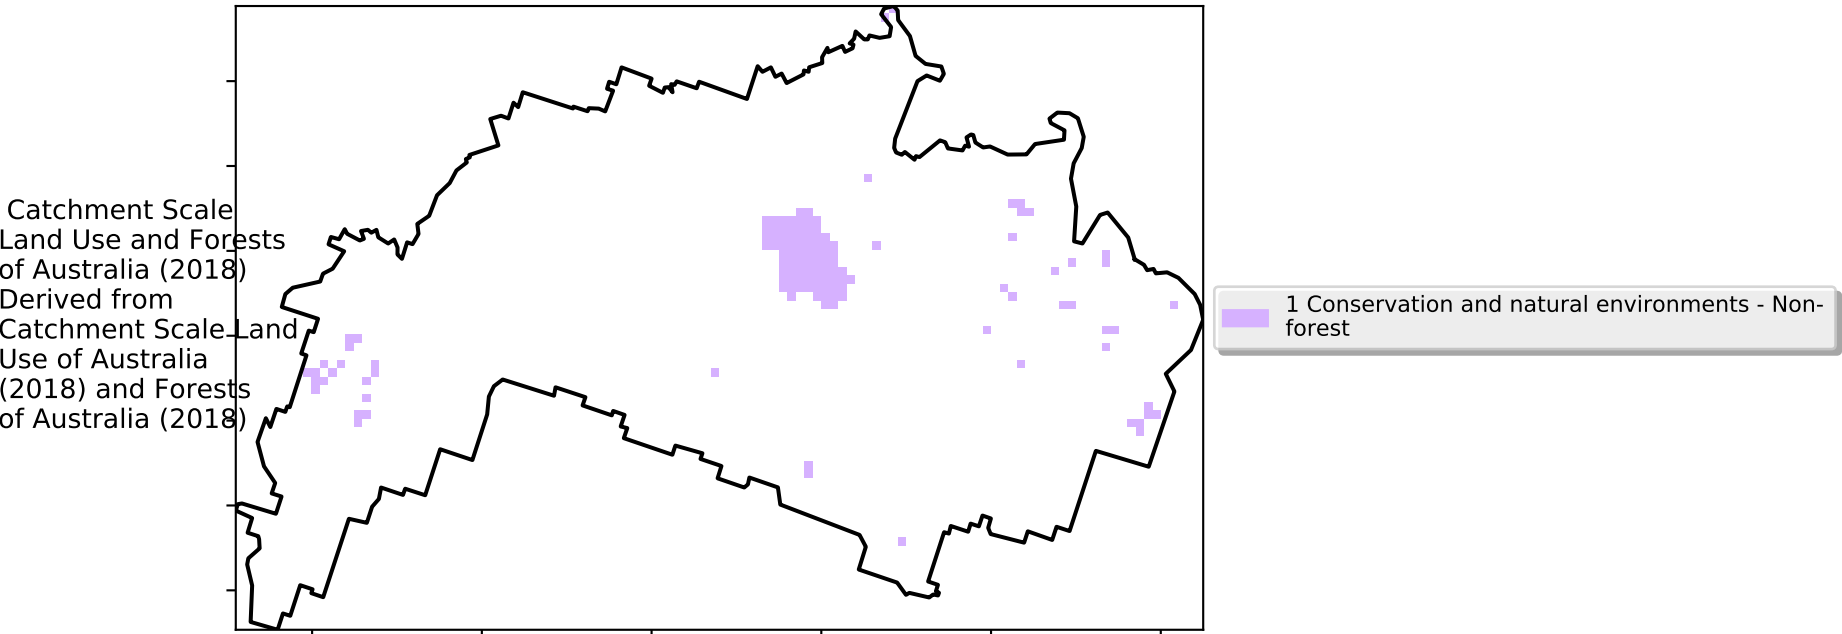 Catchment Scale
Land Use and Forests
of Australia (2018)
Derived from
Catchment Scale Land
Use of Australia
(2018) and Forests
of Australia (2018)
1 Conservation and natural environments - Non-
forest